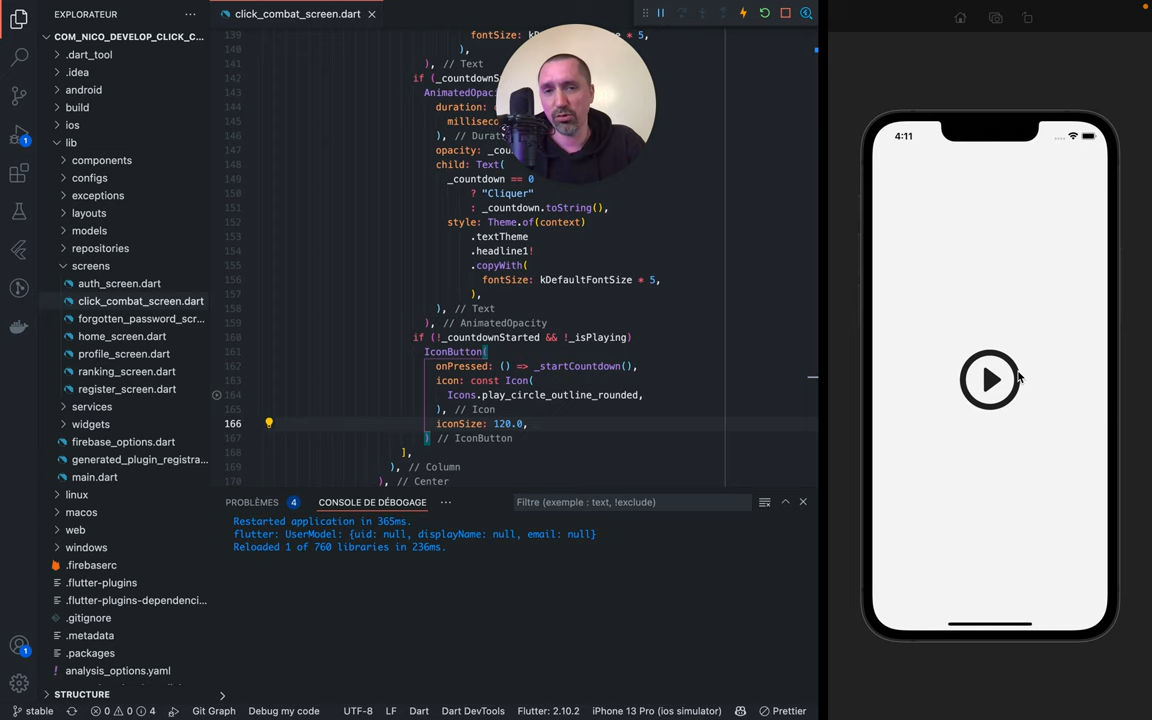 EXPLORATEUR
COM_NICO_DEVELOP_CLICK_C...
.dart_tool
.idea
android
build
ios
lib
components
configs
exceptions
layouts
models
repositories
screens
auth_screen.dart
click_combat_screen.dart
forgotten_password_scr...
home_screen.dart
profile_screen.dart
ranking_screen.dart
register_screen.dart
services
widgets
firebase_options.dart
generated_plugin_registra...
main.dart
linux
macos
web
windows
.firebaserc
.flutter-plugins
.flutter-plugins-dependenci...
.gitignore
.metadata
.packages
analysis_options.yaml
STRUCTURE
1
1
click_combat_screen.dart
139 fontSize: kD * 5,
140 ),
141 ), // Text
142 if (_countdownS
143 AnimatedOpac
144 duration:
145 millisec
146 ), // Durat
147 opacity: _cou
148 child: Text(
149 _countdown == 0
150 ? "Cliquer"
151 : _countdown.toString(),
152 style: Theme.of(context)
153 .textTheme
154 .headline1!
155 .copyWith(
156 fontSize: kDefaultFontSize * 5,
157 ),
158 ), // Text
159 ), // AnimatedOpacity
160 if (!_countdownStarted && !_isPlaying)
161 IconButton(
162 onPressed: () => _startCountdown(),
163 icon: const Icon(
164 Icons.play_circle_outline_rounded,
165 ), // Icon
166 iconSize: 120.0,
167 ) // IconButton
168 ],
169 ), // Column
170 ), // Center
PROBLÈMES 4 CONSOLE DE DÉBOGAGE ... Filtre (exemple : text, !exclude)
Restarted application in 365ms.
flutter: UserModel: {uid: null, displayName: null, email: null}
Reloaded 1 of 760 libraries in 236ms.
4:11
stable 0 0 4 Git Graph Debug my code UTF-8 LF Dart Dart DevTools Flutter: 2.10.2 iPhone 13 Pro (ios simulator) Prettier